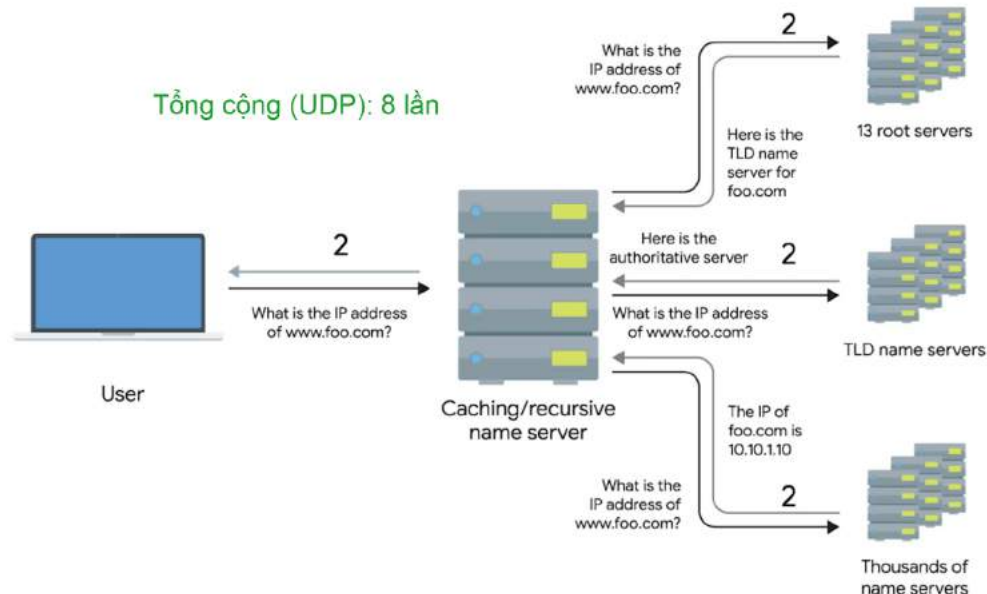 Tổng cộng (UDP): 8 lần
What is the
IP address of
www.foo.com?
2
Here is the
TLD name
server for
foo.com
13 root servers
2
What is the IP address
of www.foo.com?
User
Caching/recursive
name server
Here is the
authoritative server
2
What is the IP address
of www.foo.com?
TLD name servers
The IP of
foo.com is
10.10.1.10
What is the
IP address of
www.foo.com?
2
Thousands of
name servers